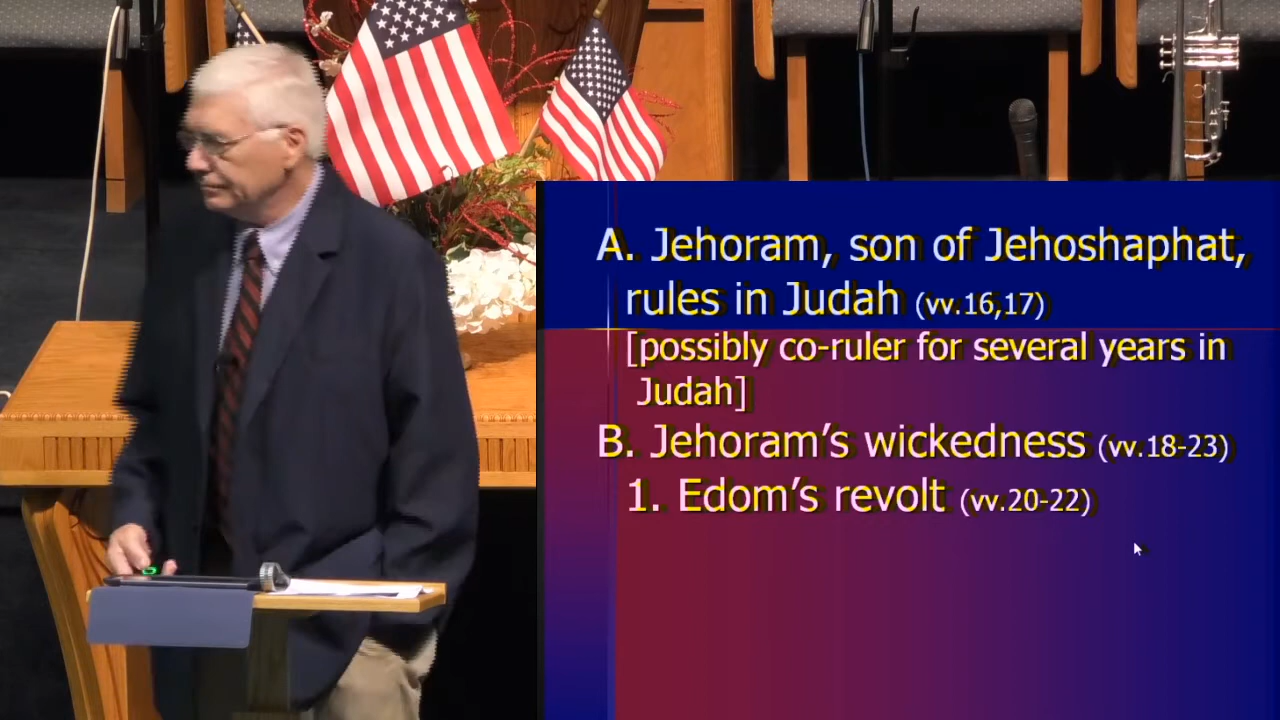 A. Jehoram, son of Jehoshaphat,
rules in Judah (vv.16,17)
[possibly co-ruler for several years in
Judah]
B. Jehoram’s wickedness (vv.18-23)
1. Edom’s revolt (vv.20-22)